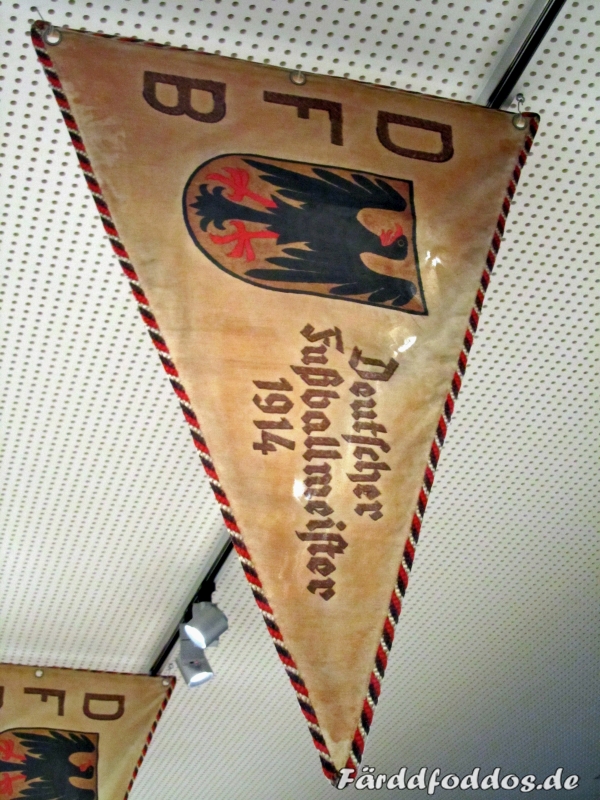 D
F
B
Deutscher
Fußballmeister
1914
D
F
Färddfoddos.de